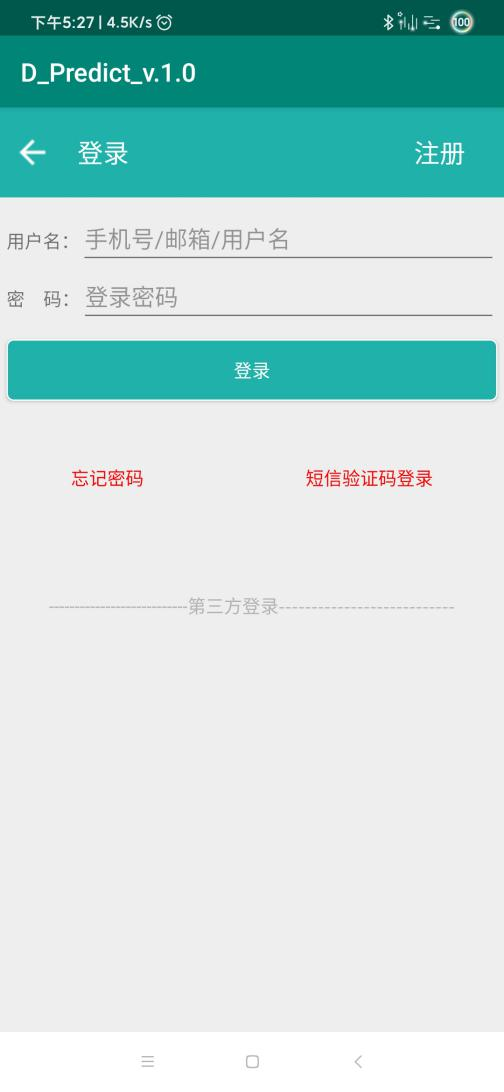 下午5:27 | 4.5K/s
100
D_Predict_v.1.0
登录 注册
用户名： 手机号/邮箱/用户名
密 码： 登录密码
登录
忘记密码 短信验证码登录
---------------------------第三方登录---------------------------